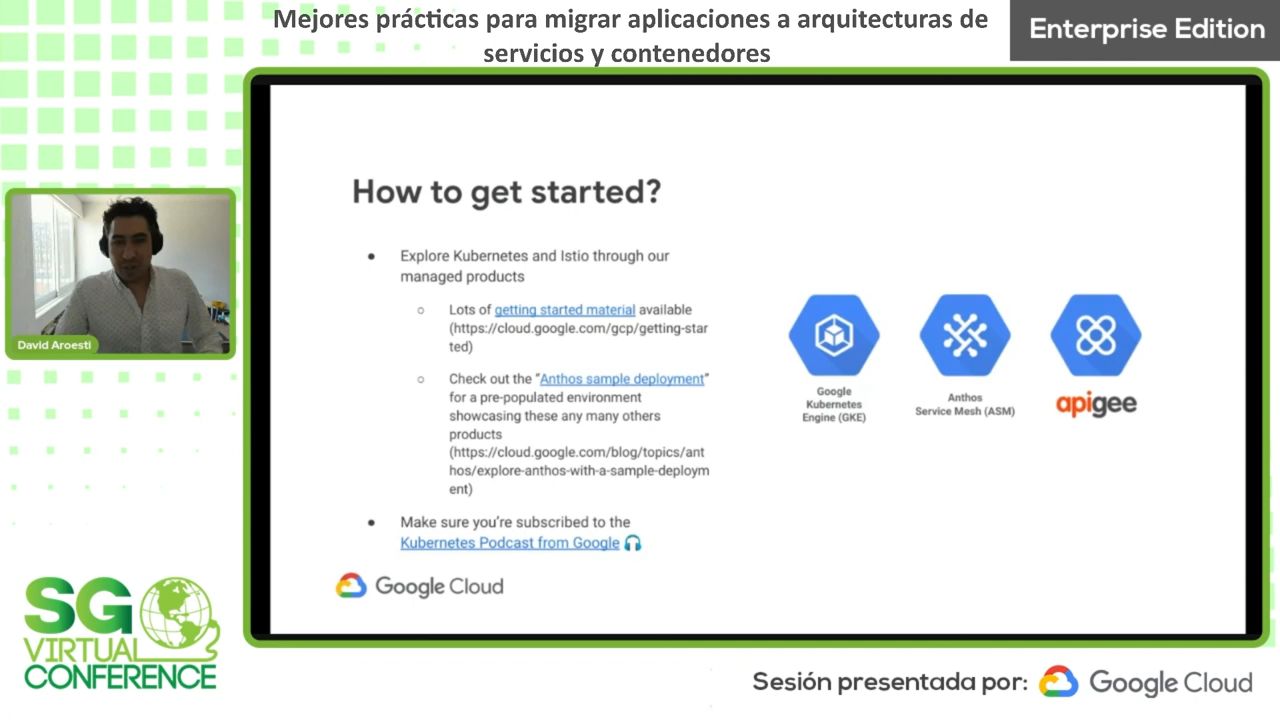 Mejores prácticas para migrar aplicaciones a arquitecturas de
servicios y contenedores
Enterprise Edition
How to get started?
● Explore Kubernetes and Istio through our
managed products
○ Lots of getting started material available
(https://cloud.google.com/gcp/getting-star
ted)
○ Check out the “Anthos sample deployment”
for a pre-populated environment
showcasing these any many others
products
(https://cloud.google.com/blog/topics/ant
hos/explore-anthos-with-a-sample-deploym
ent)
● Make sure you’re subscribed to the
Kubernetes Podcast from Google 🎧
Google Cloud
Google
Kubernetes
Engine (GKE)
Anthos
Service Mesh (ASM)
apigee
David Aroesti
SG
VIRTUAL
CONFERENCE
Sesión presentada por: Google Cloud